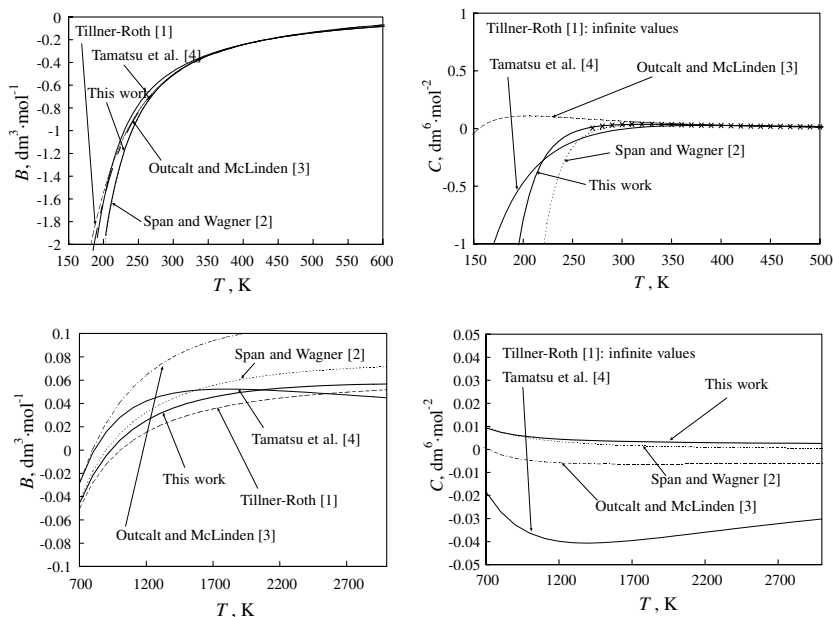 Tillner-Roth [1]
Tamatsu et al. [4]
This work
Outcalt and McLinden [3]
Span and Wagner [2]
B, dm³·mol⁻¹
0
-0.2
-0.4
-0.6
-0.8
-1
-1.2
-1.4
-1.6
-1.8
-2
150 200 250 300 350 400 450 500 550 600
T , K
Tillner-Roth [1]: infinite values
Tamatsu et al. [4]
Outcalt and McLinden [3]
Span and Wagner [2]
This work
C, dm⁶·mol⁻²
1
0.5
0
-0.5
-1
150 200 250 300 350 400 450 500
T , K
Span and Wagner [2]
Tamatsu et al. [4]
This work
Tillner-Roth [1]
Outcalt and McLinden [3]
B, dm³·mol⁻¹
0.1
0.08
0.06
0.04
0.02
0
-0.02
-0.04
-0.06
-0.08
-0.1
700 1200 1700 2200 2700
T , K
Tillner-Roth [1]: infinite values
Tamatsu et al. [4]
This work
Span and Wagner [2]
Outcalt and McLinden [3]
C, dm⁶·mol⁻²
0.04
0.03
0.02
0.01
0
-0.01
-0.02
-0.03
-0.04
-0.05
700 1200 1700 2200 2700
T , K